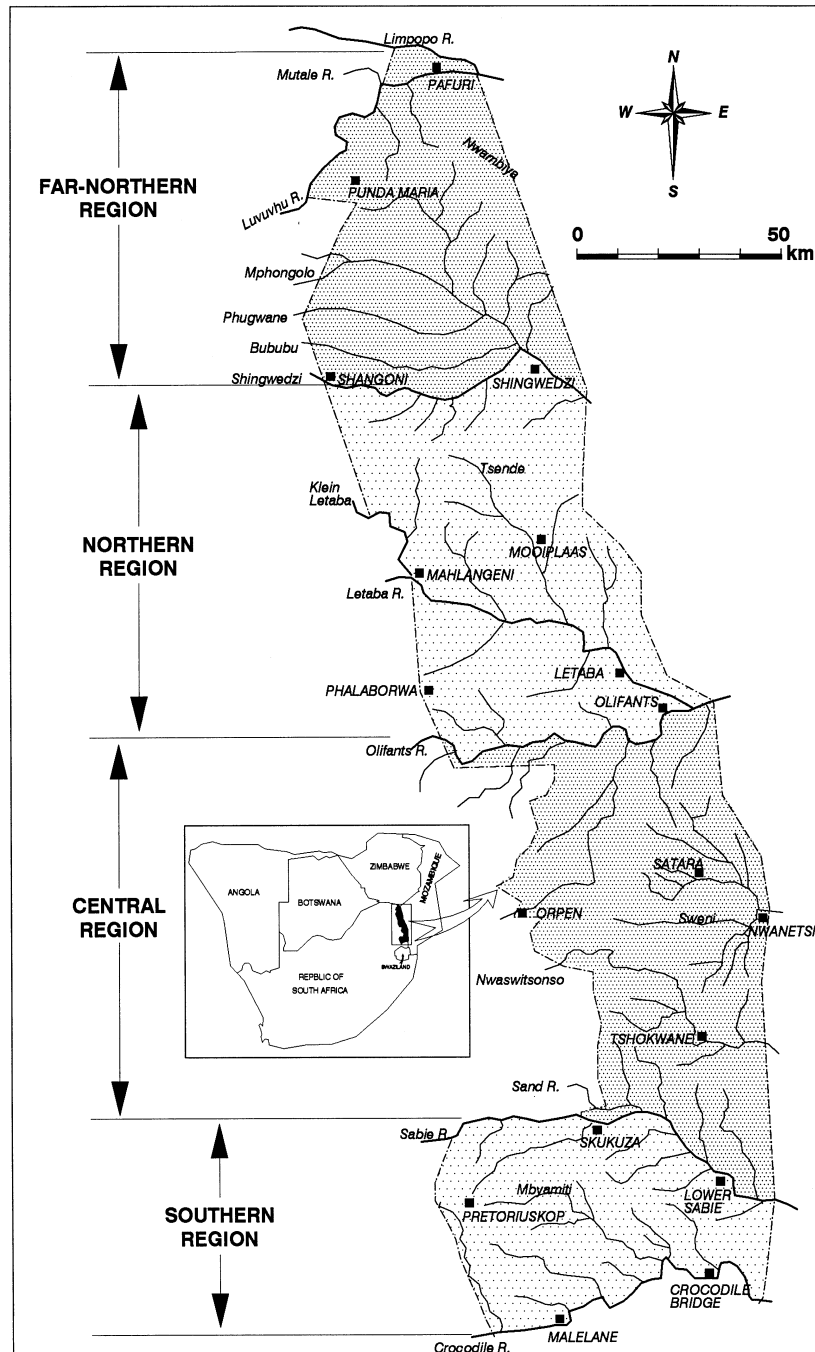 Limpopo R.
Mutale R.
PAFURI
N
W
E
S
Nwambiya
FAR-NORTHERN
REGION
PUNDA MARIA
Luvuvhu R.
0
50
km
Mphongolo
Phugwane
Bububu
Shingwedzi
SHANGONI
SHINGWEDZI
Tsende
Klein
Letaba
NORTHERN
REGION
MOOIPLAAS
MAHLANGENI
Letaba R.
LETABA
PHALABORWA
OLIFANTS
Olifants R.
ZIMBABWE
MOZAMBIQUE
ANGOLA
BOTSWANA
SWAZILAND
REPBLIC OF
SOUTH AFRICA
CENTRAL
REGION
SATARA
ORPEN
Sweni
NWANETSI
Nwaswitsonso
TSHOKWANE
Sand R.
Sabie R.
SKUKUZA
Mbyamiti
LOWER
SABIE
PRETORIUSKOP
SOUTHERN
REGION
CROCODILE
BRIDGE
MALELANE
Crocodile R.